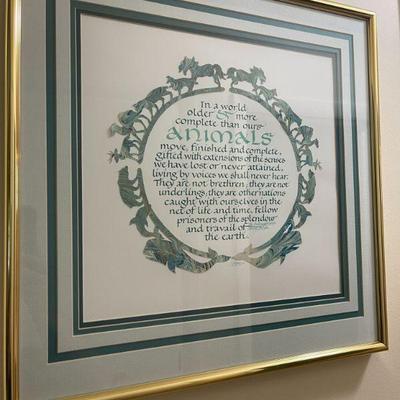 In a world
older & more
complete than ours
ANIMALS
move, finished and complete,
gifted with extensions of the senses
we have lost or never attained,
living by voices we shall never hear.
They are not brethren; they are not
underlings; they are other nations
caught with ourselves in the
net of life and time, fellow
prisoners of the splendour
and travail of
the earth.